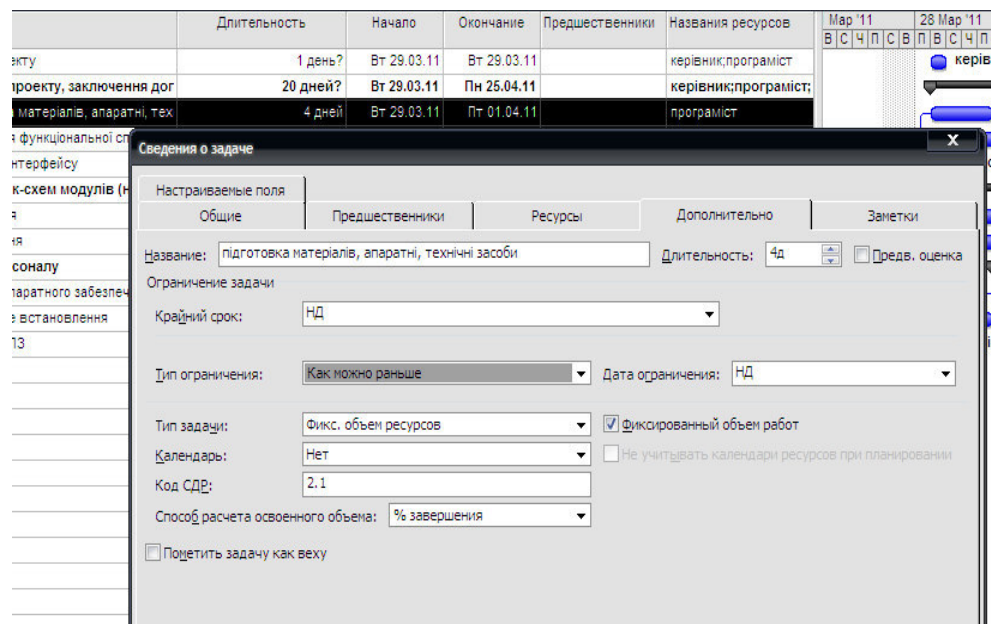 Длительность Начало Окончание Предшественники Названия ресурсов Мар '11 28 Мар '11
В С Ч П С В П В С Ч П
екту 1 день? Вт 29.03.11 Вт 29.03.11 керівник;програміст керів
проекту, заключення дог 20 дней? Вт 29.03.11 Пн 25.04.11 керівник;програміст;
матеріалів, апаратні, тех 4 дней Вт 29.03.11 Пт 01.04.11 програміст
функціональної сп
нтерфейсу
к-схем модулів (н
я
ня
соналу
паратного забезпеч
е встановлення
ПЗ
Сведения о задаче
Настраиваемые поля
Общие Предшественники Ресурсы Дополнительно Заметки
Название: підготовка матеріалів, апаратні, технічні засоби Длительность: 4д Предв. оценка
Ограничение задачи
Крайний срок: НД
Тип ограничения: Как можно раньше Дата ограничения: НД
Тип задачи: Фикс. объем ресурсов Фиксированный объем работ
Календарь: Нет Не учитывать календари ресурсов при планировании
Код СДР: 2.1
Способ расчета освоенного объема: % завершения
Пометить задачу как веху